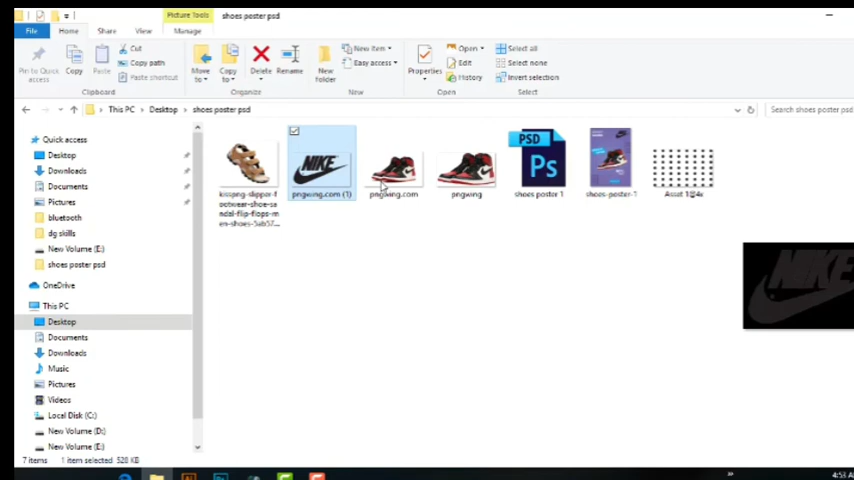 Picture Tools
shoes poster psd
File
Home
Share
View
Manage
Pin to Quick access
Copy
Paste
Cut
Copy path
Paste shortcut
Clipboard
Move to
Copy to
Delete
Rename
Organize
New folder
New item
Easy access
New
Properties
Open
Edit
History
Open
Select all
Select none
Invert selection
Select
This PC
Desktop
shoes poster psd
Search shoes poster psd
Quick access
Desktop
Downloads
Documents
Pictures
bluetooth
dg skills
New Volume (E:)
shoes poster psd
OneDrive
This PC
Desktop
Documents
Downloads
Music
Pictures
Videos
Local Disk (C:)
New Volume (D:)
New Volume (E:)
NIKE
PSD
Ps
pngwing.com (1)
pngwing.com
pngwing
shoes poster 1
shoes-poster-1
NIKE
7 items
1 item selected
528 KB